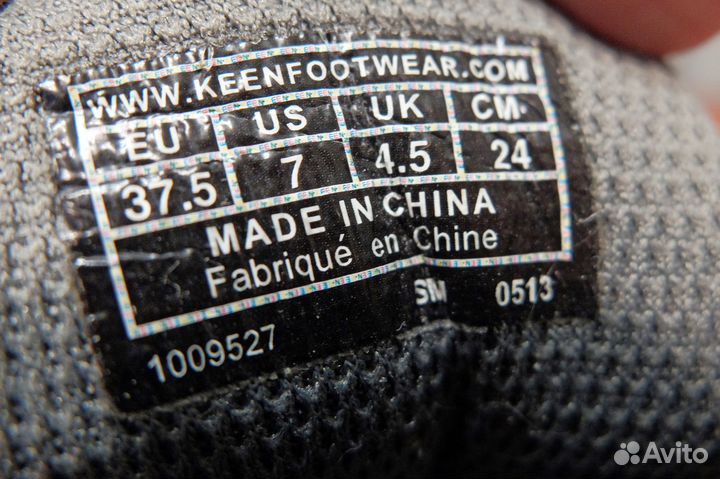 WWW.KEENFOOTWEAR.COM
EU US UK CM
37.5 7 4.5 24
MADE IN CHINA
Fabriqué en Chine
SM 0513
1009527
Avito